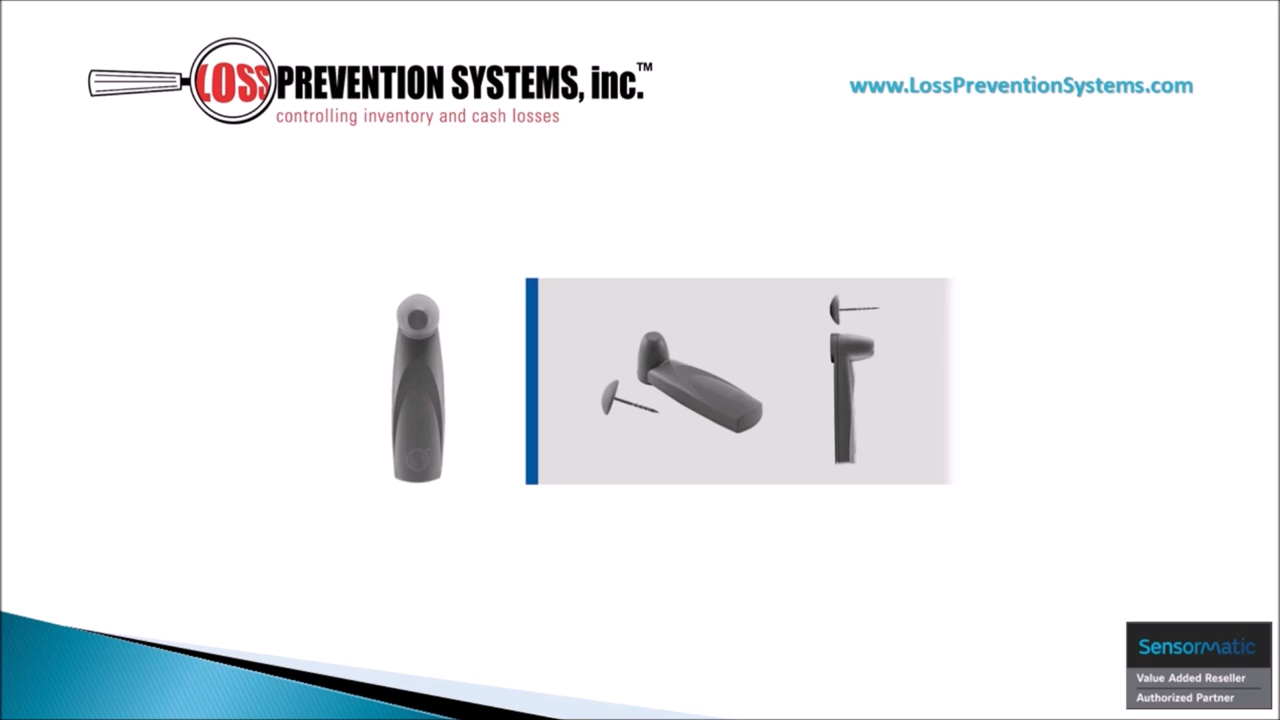 LOSS PREVENTION SYSTEMS, inc.™
controlling inventory and cash losses
www.LossPreventionSystems.com
Sensormatic
Value Added Reseller
Authorized Partner